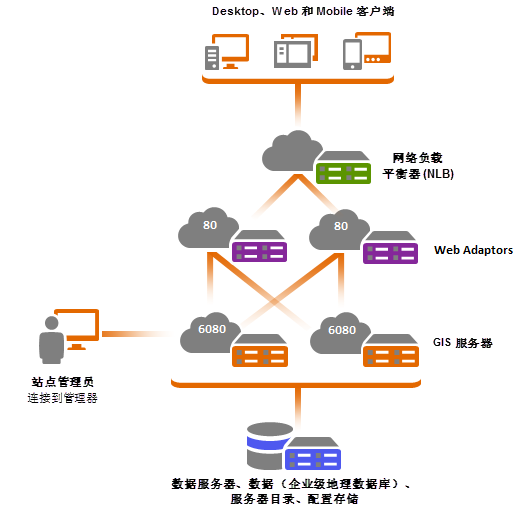 Desktop、Web 和 Mobile 客户端
网络负载
平衡器 (NLB)
80
80
Web Adaptors
6080
6080
GIS 服务器
站点管理员
连接到管理器
数据服务器、数据（企业级地理数据库）、
服务器目录、配置存储